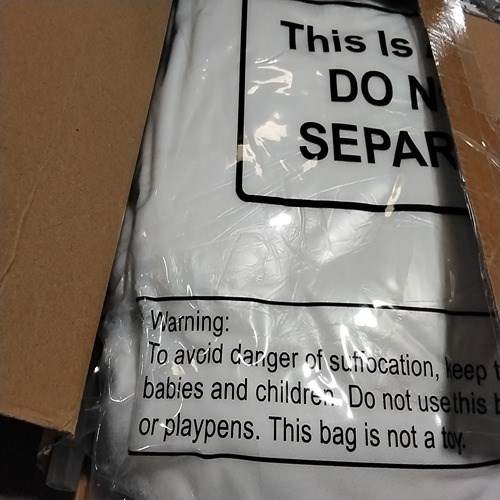 This Is
DO N
SEPAR
Warning:
To avoid danger of suffocation, keep t
babies and children. Do not use this b
or playpens. This bag is not a toy.